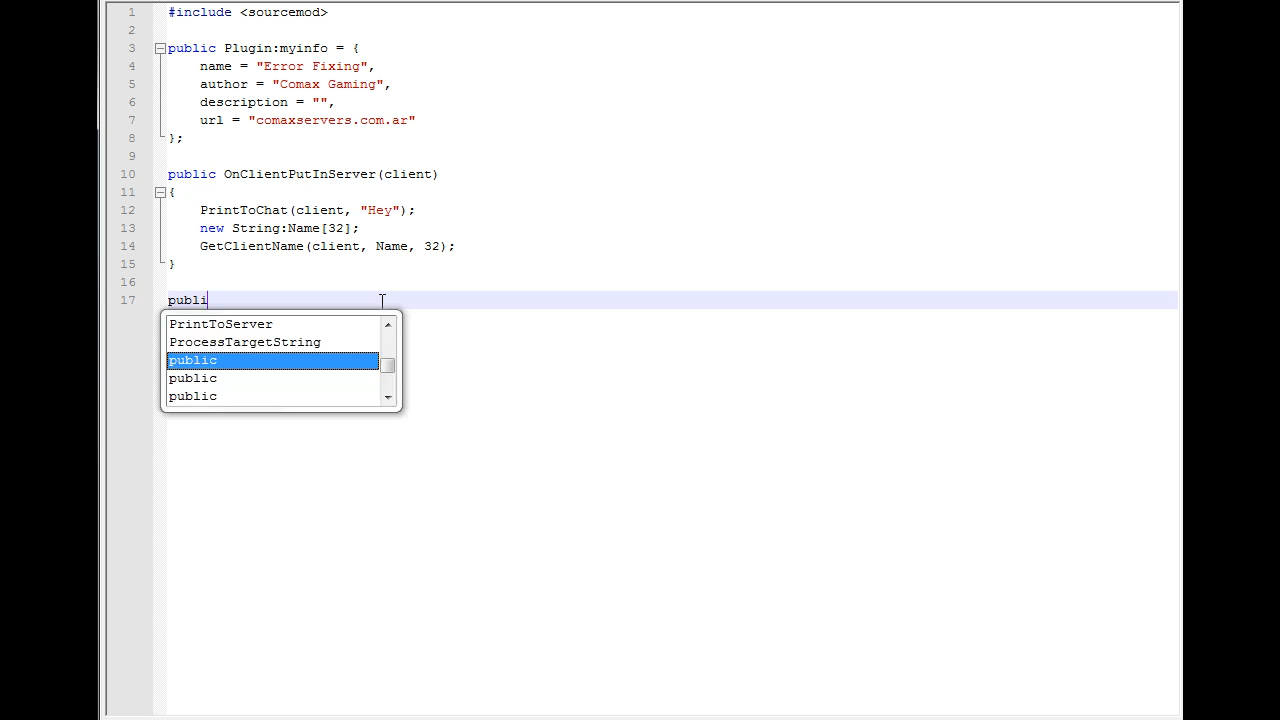 1 #include <sourcemod>
2
3 public Plugin:myinfo = {
4 name = "Error Fixing",
5 author = "Comax Gaming",
6 description = "",
7 url = "comaxservers.com.ar"
8 };
9
10 public OnClientPutInServer(client)
11 {
12 PrintToChat(client, "Hey");
13 new String:Name[32];
14 GetClientName(client, Name, 32);
15 }
16
17 publi
PrintToServer
ProcessTargetString
public
public
public